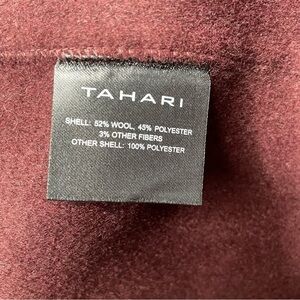 TAHARI
SHELL: 52% WOOL, 45% POLYESTER
3% OTHER FIBERS
OTHER SHELL: 100% POLYESTER